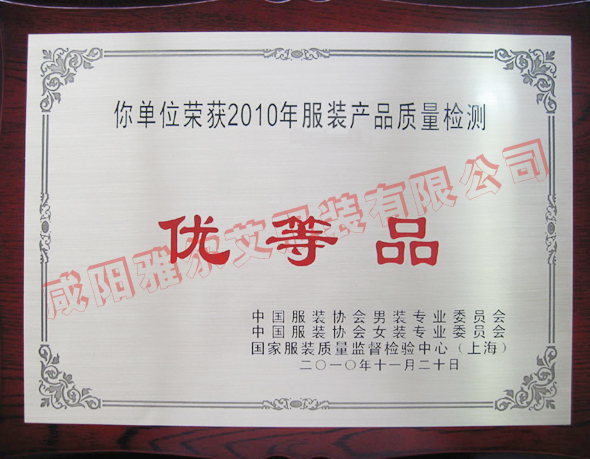 你单位荣获2010年服装产品质量检测
优等品
咸阳雅尔艾服装有限公司
中国服装协会男装专业委员会
中国服装协会女装专业委员会
国家服装质量监督检验中心（上海）
二〇一〇年十一月二十日